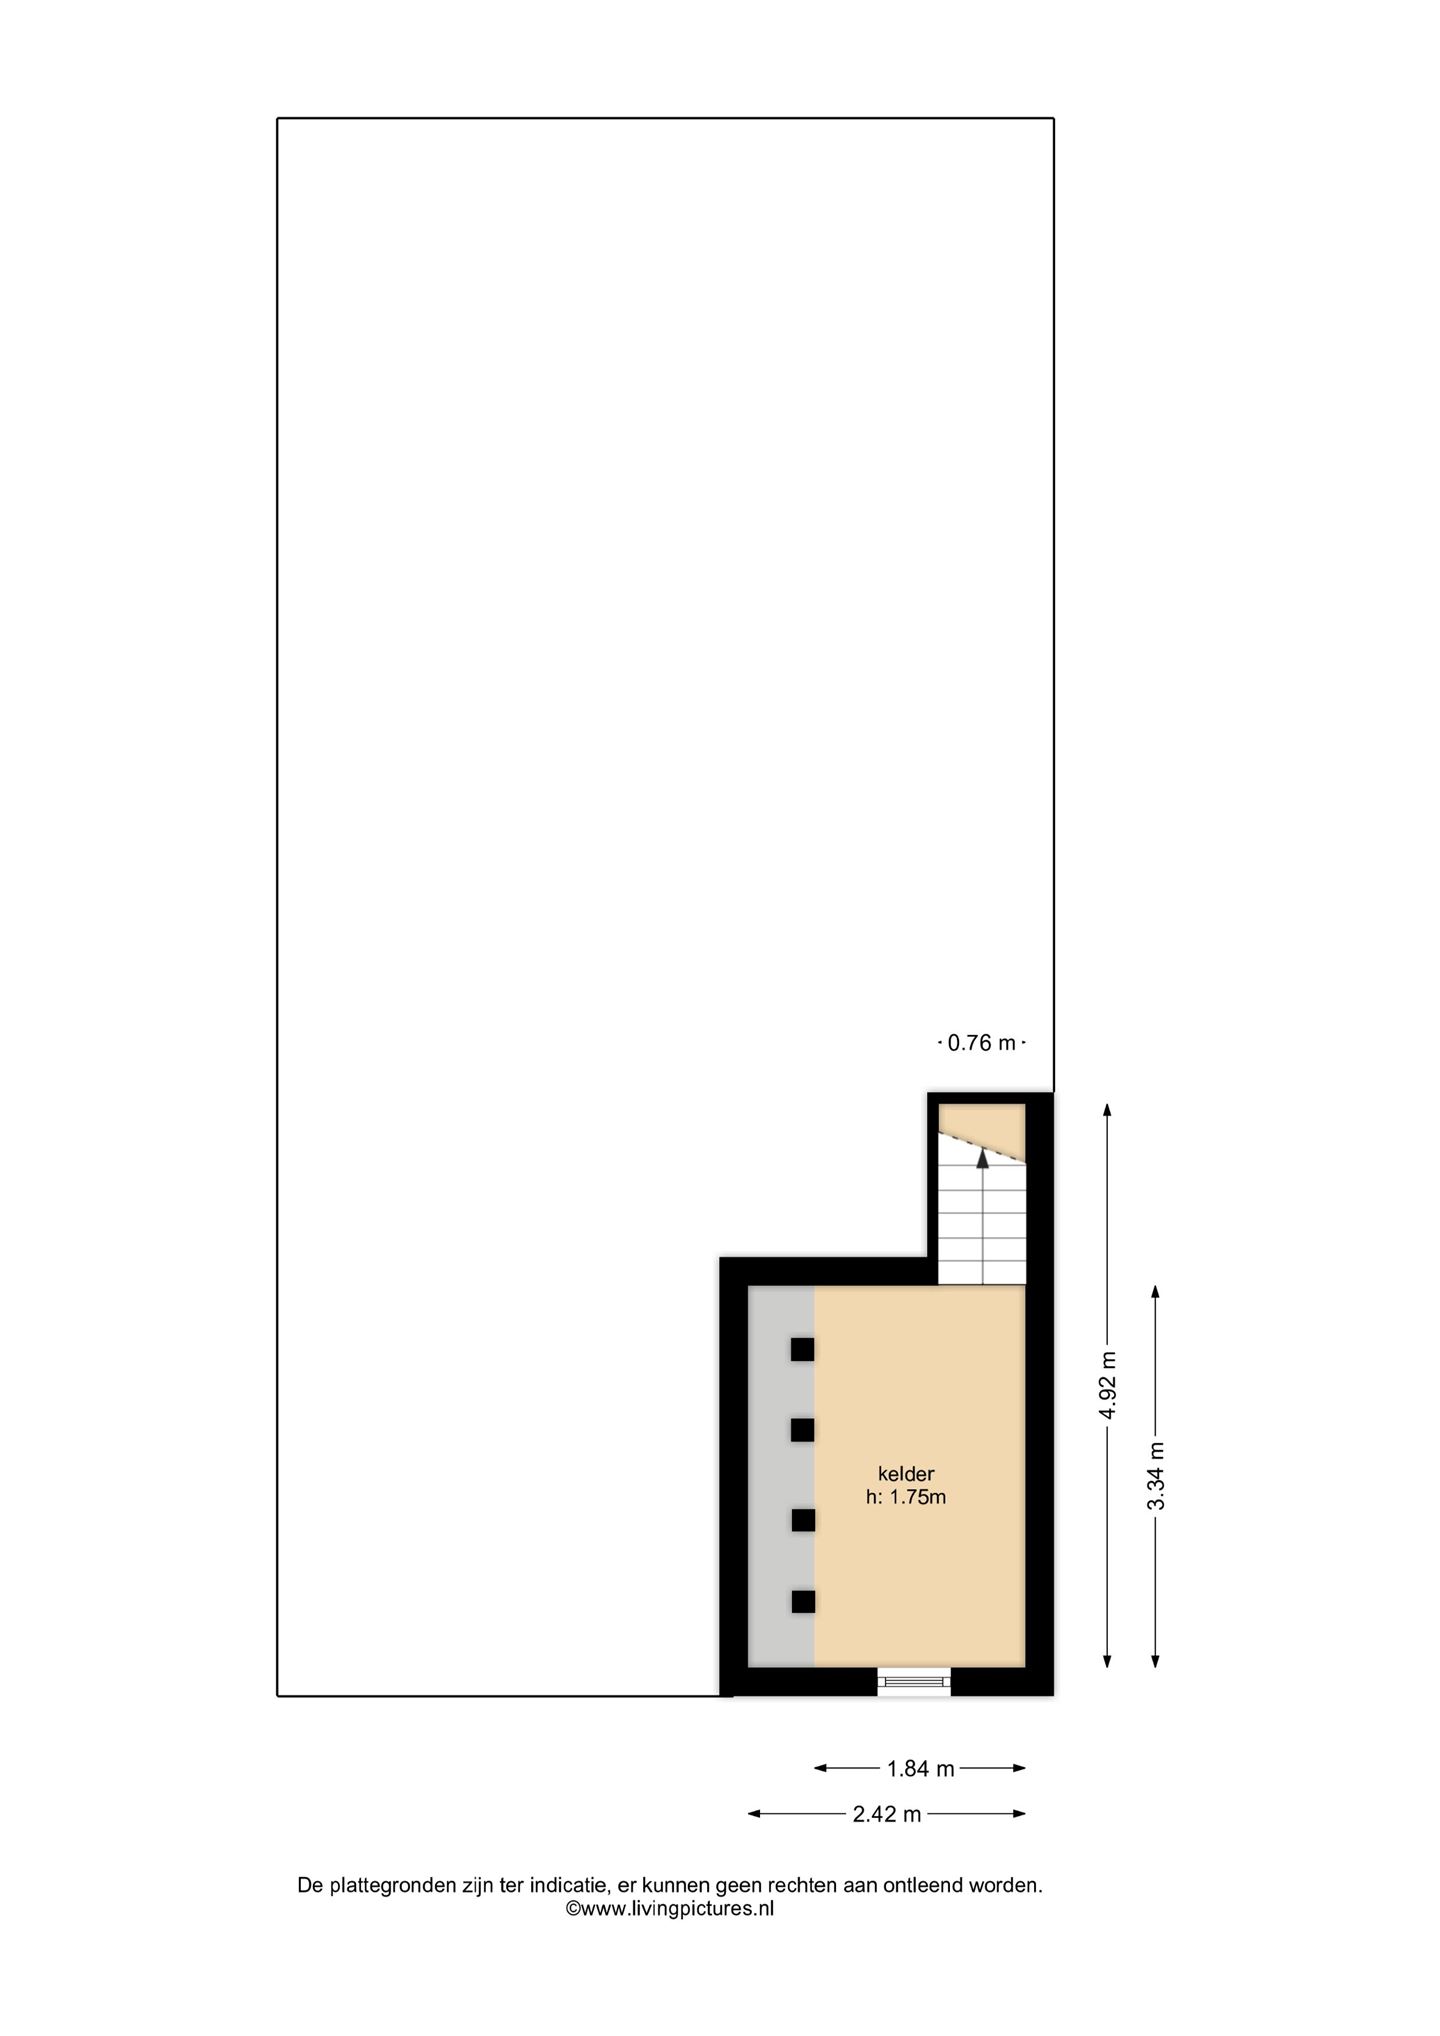 0.76 m
4.92 m
3.34 m
kelder
h: 1.75m
1.84 m
2.42 m
De plattegronden zijn ter indicatie, er kunnen geen rechten aan ontleend worden.
©www.livingpictures.nl